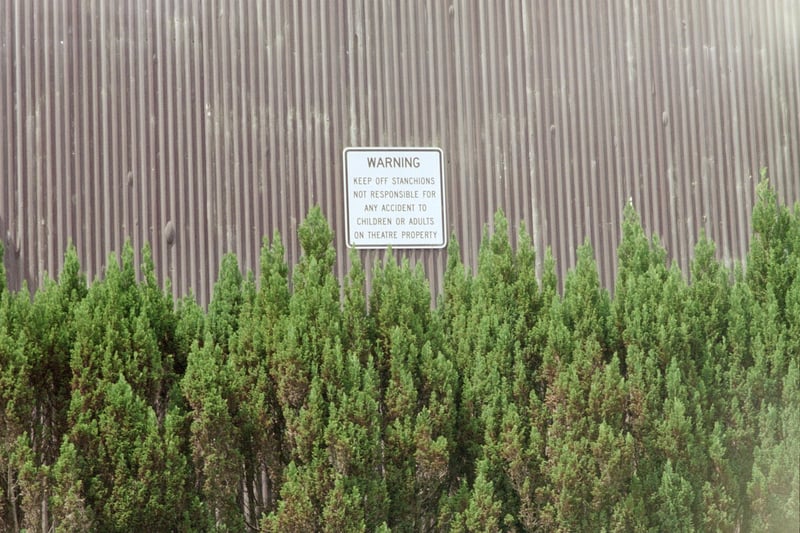 WARNING
KEEP OFF STANCHIONS
NOT RESPONSIBLE FOR
ANY ACCIDENT TO
CHILDREN OR ADULTS
ON THEATRE PROPERTY